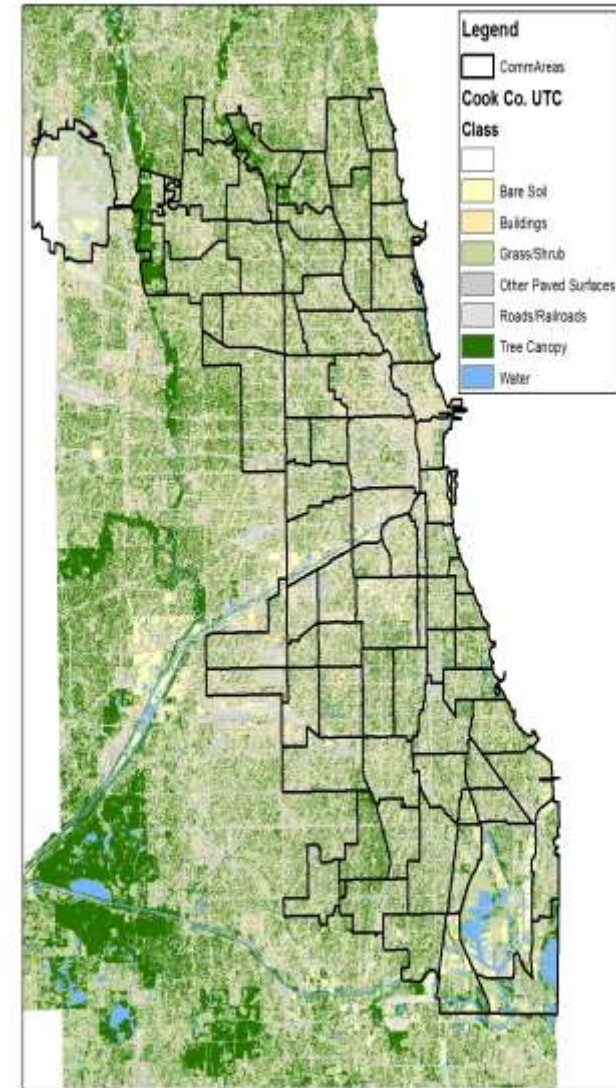 Legend
CommAreas
Cook Co. UTC
Class
Bare Soil
Buildings
Grass/Shrub
Other Paved Surfaces
Roads/Railroads
Tree Canopy
Water